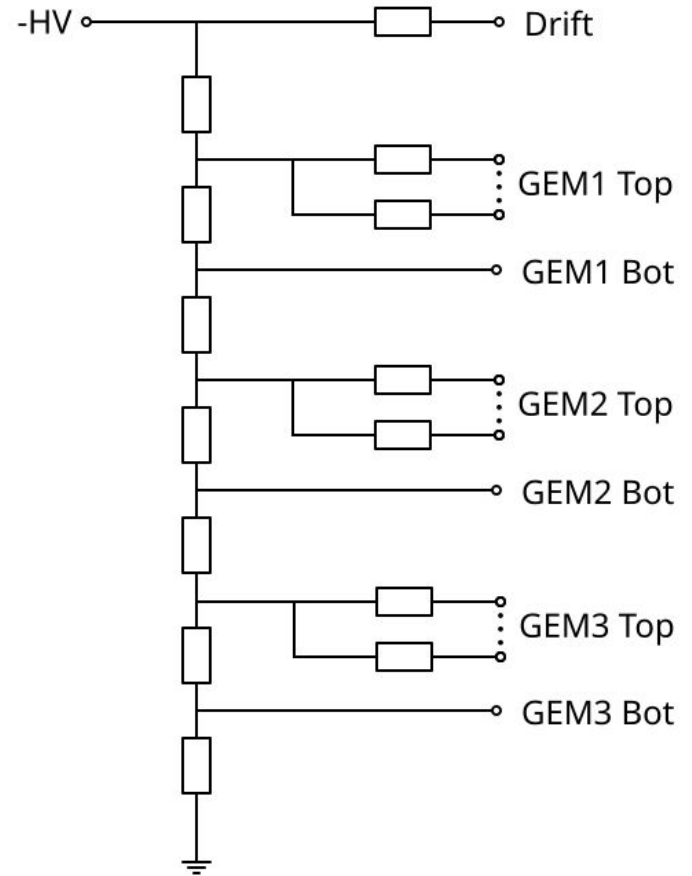 -HV
Drift
GEM1 Top
GEM1 Bot
GEM2 Top
GEM2 Bot
GEM3 Top
GEM3 Bot